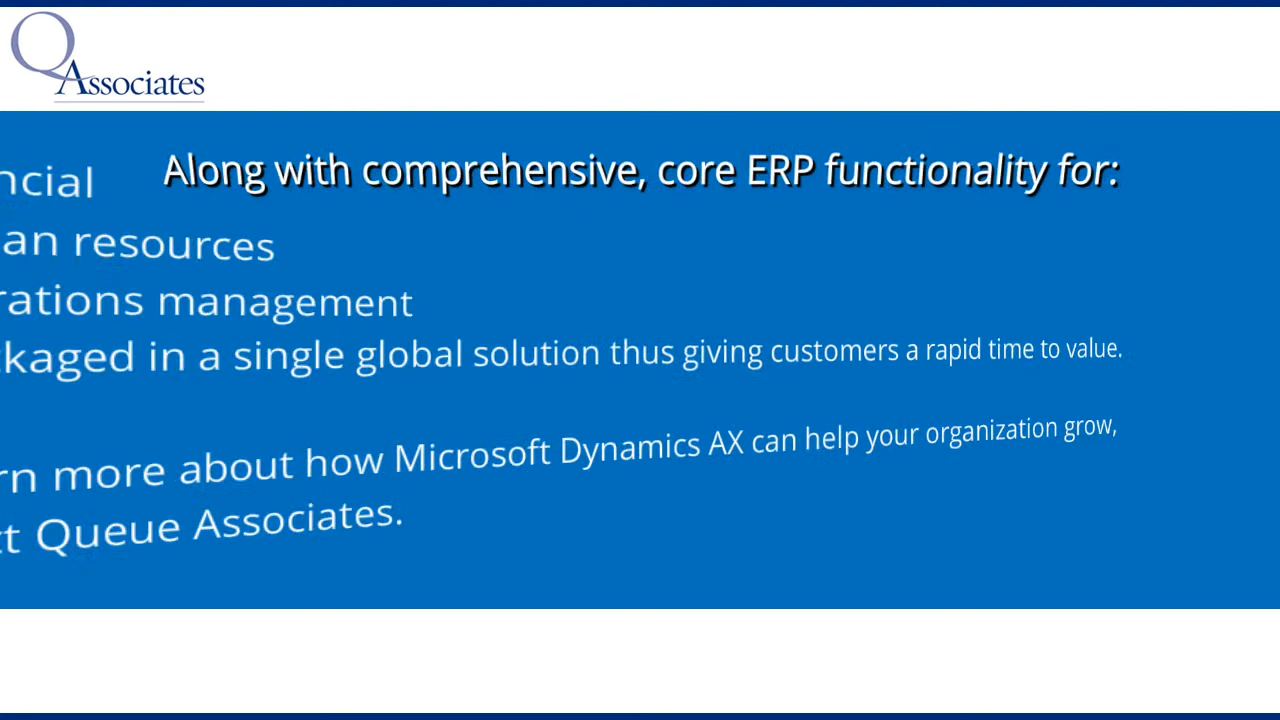 Q Associates
Along with comprehensive, core ERP functionality for:
ncial
an resources
rations management
kaged in a single global solution thus giving customers a rapid time to value.
rn more about how Microsoft Dynamics AX can help your organization grow,
ct Queue Associates.